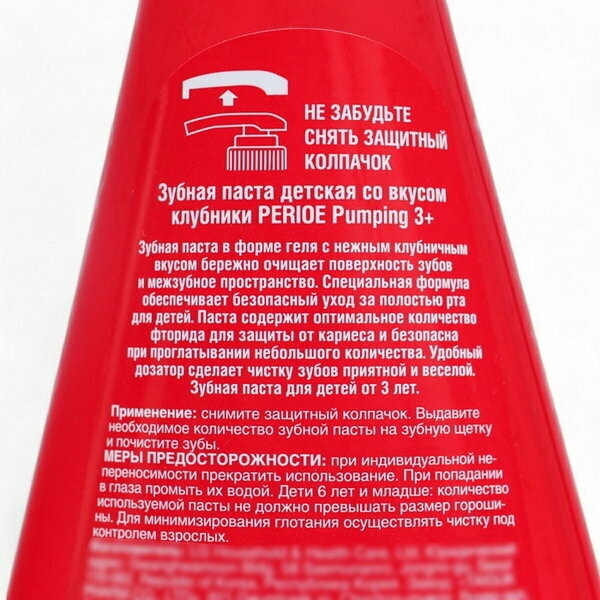 НЕ ЗАБУДЬТЕ
СНЯТЬ ЗАЩИТНЫЙ
КОЛПАЧОК
Зубная паста детская со вкусом
клубники PERIOE Pumping 3+
Зубная паста в форме геля с нежным клубничным
вкусом бережно очищает поверхность зубов
и межзубное пространство. Специальная формула
обеспечивает безопасный уход за полостью рта
для детей. Паста содержит оптимальное количество
фторида для защиты от кариеса и безопасна
при проглатывании небольшого количества. Удобный
дозатор сделает чистку зубов приятной и веселой.
Зубная паста для детей от 3 лет.
Применение: снимите защитный колпачок. Выдавите
необходимое количество зубной пасты на зубную щетку
и почистите зубы.
МЕРЫ ПРЕДОСТОРОЖНОСТИ: при индивидуальной не-
переносимости прекратить использование. При попадании
в глаза промыть их водой. Дети 6 лет и младше: количество
используемой пасты не должно превышать размер гороши-
ны. Для минимизирования глотания осуществлять чистку под
контролем взрослых.